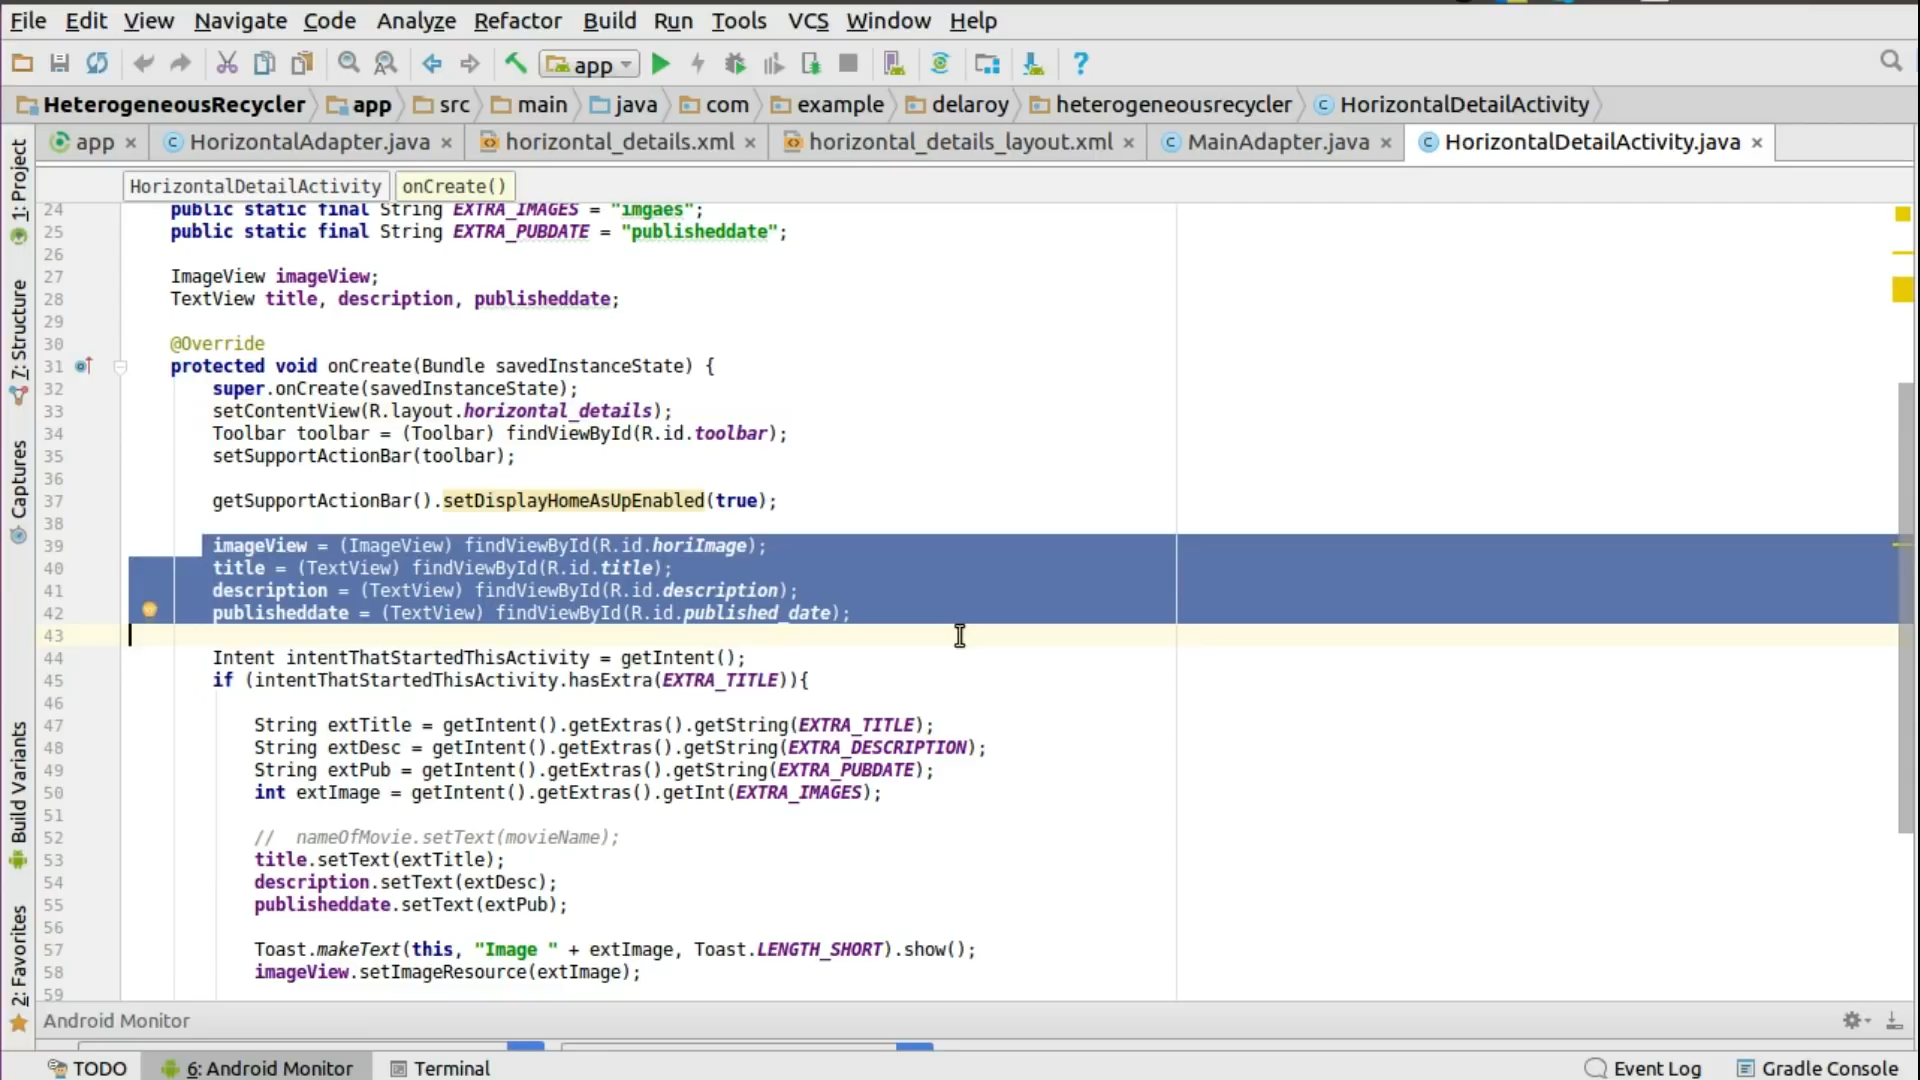 File Edit View Navigate Code Analyze Refactor Build Run Tools VCS Window Help
app
HeterogeneousRecycler app src main java com example delaroy heterogeneousrecycler HorizontalDetailActivity
app HorizontalAdapter.java horizontal_details.xml horizontal_details_layout.xml MainAdapter.java HorizontalDetailActivity.java
HorizontalDetailActivity onCreate()
24 public static final String EXTRA_IMAGES = "imgaes";
25 public static final String EXTRA_PUBDATE = "publisheddate";
26
27 ImageView imageView;
28 TextView title, description, publisheddate;
29
30 @Override
31 protected void onCreate(Bundle savedInstanceState) {
32 super.onCreate(savedInstanceState);
33 setContentView(R.layout.horizontal_details);
34 Toolbar toolbar = (Toolbar) findViewById(R.id.toolbar);
35 setSupportActionBar(toolbar);
36
37 getSupportActionBar().setDisplayHomeAsUpEnabled(true);
38
39 imageView = (ImageView) findViewById(R.id.horiImage);
40 title = (TextView) findViewById(R.id.title);
41 description = (TextView) findViewById(R.id.description);
42 publisheddate = (TextView) findViewById(R.id.published_date);
43
44 Intent intentThatStartedThisActivity = getIntent();
45 if (intentThatStartedThisActivity.hasExtra(EXTRA_TITLE)){
46
47 String extTitle = getIntent().getExtras().getString(EXTRA_TITLE);
48 String extDesc = getIntent().getExtras().getString(EXTRA_DESCRIPTION);
49 String extPub = getIntent().getExtras().getString(EXTRA_PUBDATE);
50 int extImage = getIntent().getExtras().getInt(EXTRA_IMAGES);
51
52 // nameOfMovie.setText(movieName);
53 title.setText(extTitle);
54 description.setText(extDesc);
55 publisheddate.setText(extPub);
56
57 Toast.makeText(this, "Image " + extImage, Toast.LENGTH_SHORT).show();
58 imageView.setImageResource(extImage);
59
1: Project
7: Structure
Captures
Build Variants
2: Favorites
Android Monitor
TODO 6: Android Monitor Terminal Event Log Gradle Console